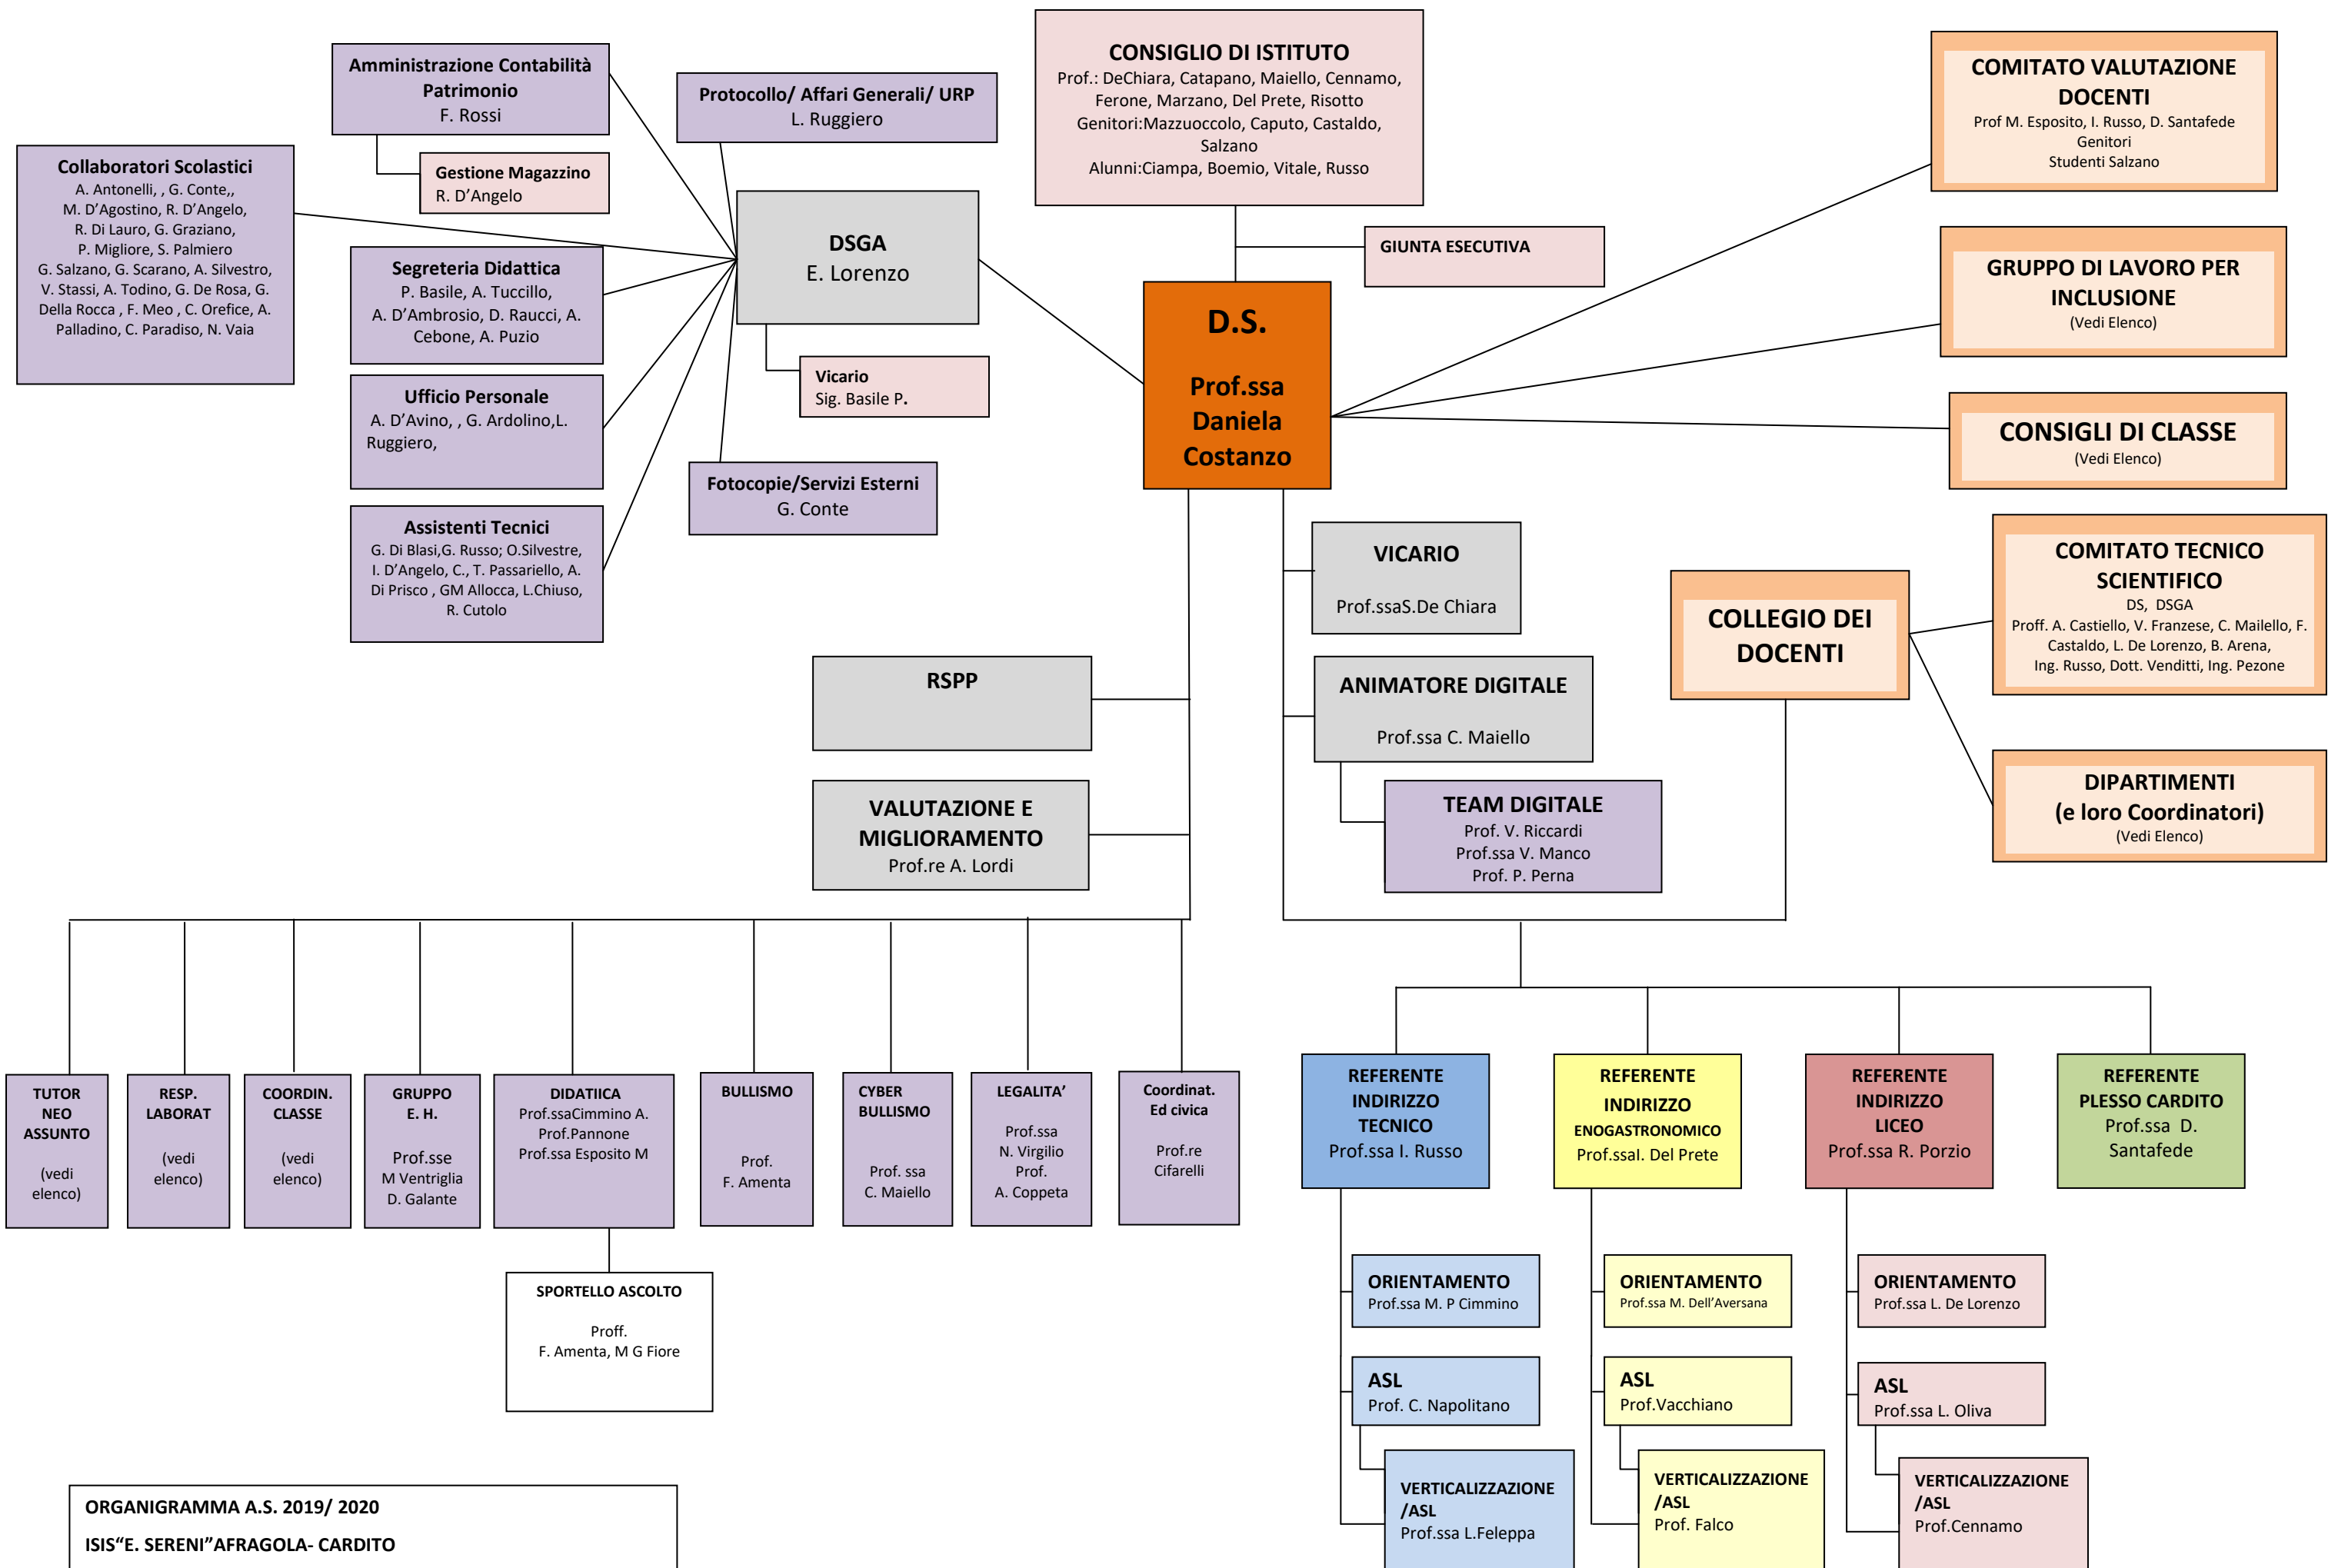 CONSIGLIO DI ISTITUTO
Prof.: DeChiara, Catapano, Maiello, Cennamo,
Ferone, Marzano, Del Prete, Risotto
Genitori:Mazzuoccolo, Caputo, Castaldo,
Salzano
Alunni:Ciampa, Boemio, Vitale, Russo
GIUNTA ESECUTIVA
Amministrazione Contabilità
Patrimonio
F. Rossi
Gestione Magazzino
R. D’Angelo
Protocollo/ Affari Generali/ URP
L. Ruggiero
Collaboratori Scolastici
A. Antonelli, , G. Conte,,
M. D’Agostino, R. D’Angelo,
R. Di Lauro, G. Graziano,
P. Migliore, S. Palmiero
G. Salzano, G. Scarano, A. Silvestro,
V. Stassi, A. Todino, G. De Rosa, G.
Della Rocca , F. Meo , C. Orefice, A.
Palladino, C. Paradiso, N. Vaia
DSGA
E. Lorenzo
Vicario
Sig. Basile P.
Segreteria Didattica
P. Basile, A. Tuccillo,
A. D’Ambrosio, D. Raucci, A.
Cebone, A. Puzio
Ufficio Personale
A. D’Avino, , G. Ardolino,L.
Ruggiero,
Fotocopie/Servizi Esterni
G. Conte
Assistenti Tecnici
G. Di Blasi,G. Russo; O.Silvestre,
I. D’Angelo, C., T. Passariello, A.
Di Prisco , GM Allocca, L.Chiuso,
R. Cutolo
D.S.
Prof.ssa
Daniela
Costanzo
COMITATO VALUTAZIONE
DOCENTI
Prof M. Esposito, I. Russo, D. Santafede
Genitori
Studenti Salzano
GRUPPO DI LAVORO PER
INCLUSIONE
(Vedi Elenco)
CONSIGLI DI CLASSE
(Vedi Elenco)
COMITATO TECNICO
SCIENTIFICO
DS, DSGA
Proff. A. Castiello, V. Franzese, C. Mailello, F.
Castaldo, L. De Lorenzo, B. Arena,
Ing. Russo, Dott. Venditti, Ing. Pezone
COLLEGIO DEI
DOCENTI
DIPARTIMENTI
(e loro Coordinatori)
(Vedi Elenco)
VICARIO
Prof.ssaS.De Chiara
ANIMATORE DIGITALE
Prof.ssa C. Maiello
TEAM DIGITALE
Prof. V. Riccardi
Prof.ssa V. Manco
Prof. P. Perna
RSPP
VALUTAZIONE E
MIGLIORAMENTO
Prof.re A. Lordi
TUTOR
NEO
ASSUNTO
(vedi
elenco)
RESP.
LABORAT
(vedi
elenco)
COORDIN.
CLASSE
(vedi
elenco)
GRUPPO
E. H.
Prof.sse
M Ventriglia
D. Galante
DIDATIICA
Prof.ssaCimmino A.
Prof.Pannone
Prof.ssa Esposito M
BULLISMO
Prof.
F. Amenta
CYBER
BULLISMO
Prof. ssa
C. Maiello
LEGALITA’
Prof.ssa
N. Virgilio
Prof.
A. Coppeta
Coordinat.
Ed civica
Prof.re
Cifarelli
SPORTELLO ASCOLTO
Proff.
F. Amenta, M G Fiore
REFERENTE
INDIRIZZO
TECNICO
Prof.ssa I. Russo
REFERENTE
INDIRIZZO
ENOGASTRONOMICO
Prof.ssaI. Del Prete
REFERENTE
INDIRIZZO
LICEO
Prof.ssa R. Porzio
REFERENTE
PLESSO CARDITO
Prof.ssa D.
Santafede
ORIENTAMENTO
Prof.ssa M. P Cimmino
ORIENTAMENTO
Prof.ssa M. Dell’Aversana
ORIENTAMENTO
Prof.ssa L. De Lorenzo
ASL
Prof. C. Napolitano
ASL
Prof.Vacchiano
ASL
Prof.ssa L. Oliva
VERTICALIZZAZIONE
/ASL
Prof.ssa L.Feleppa
VERTICALIZZAZIONE
/ASL
Prof. Falco
VERTICALIZZAZIONE
/ASL
Prof.Cennamo
ORGANIGRAMMA A.S. 2019/ 2020
ISIS“E. SERENI”AFRAGOLA- CARDITO